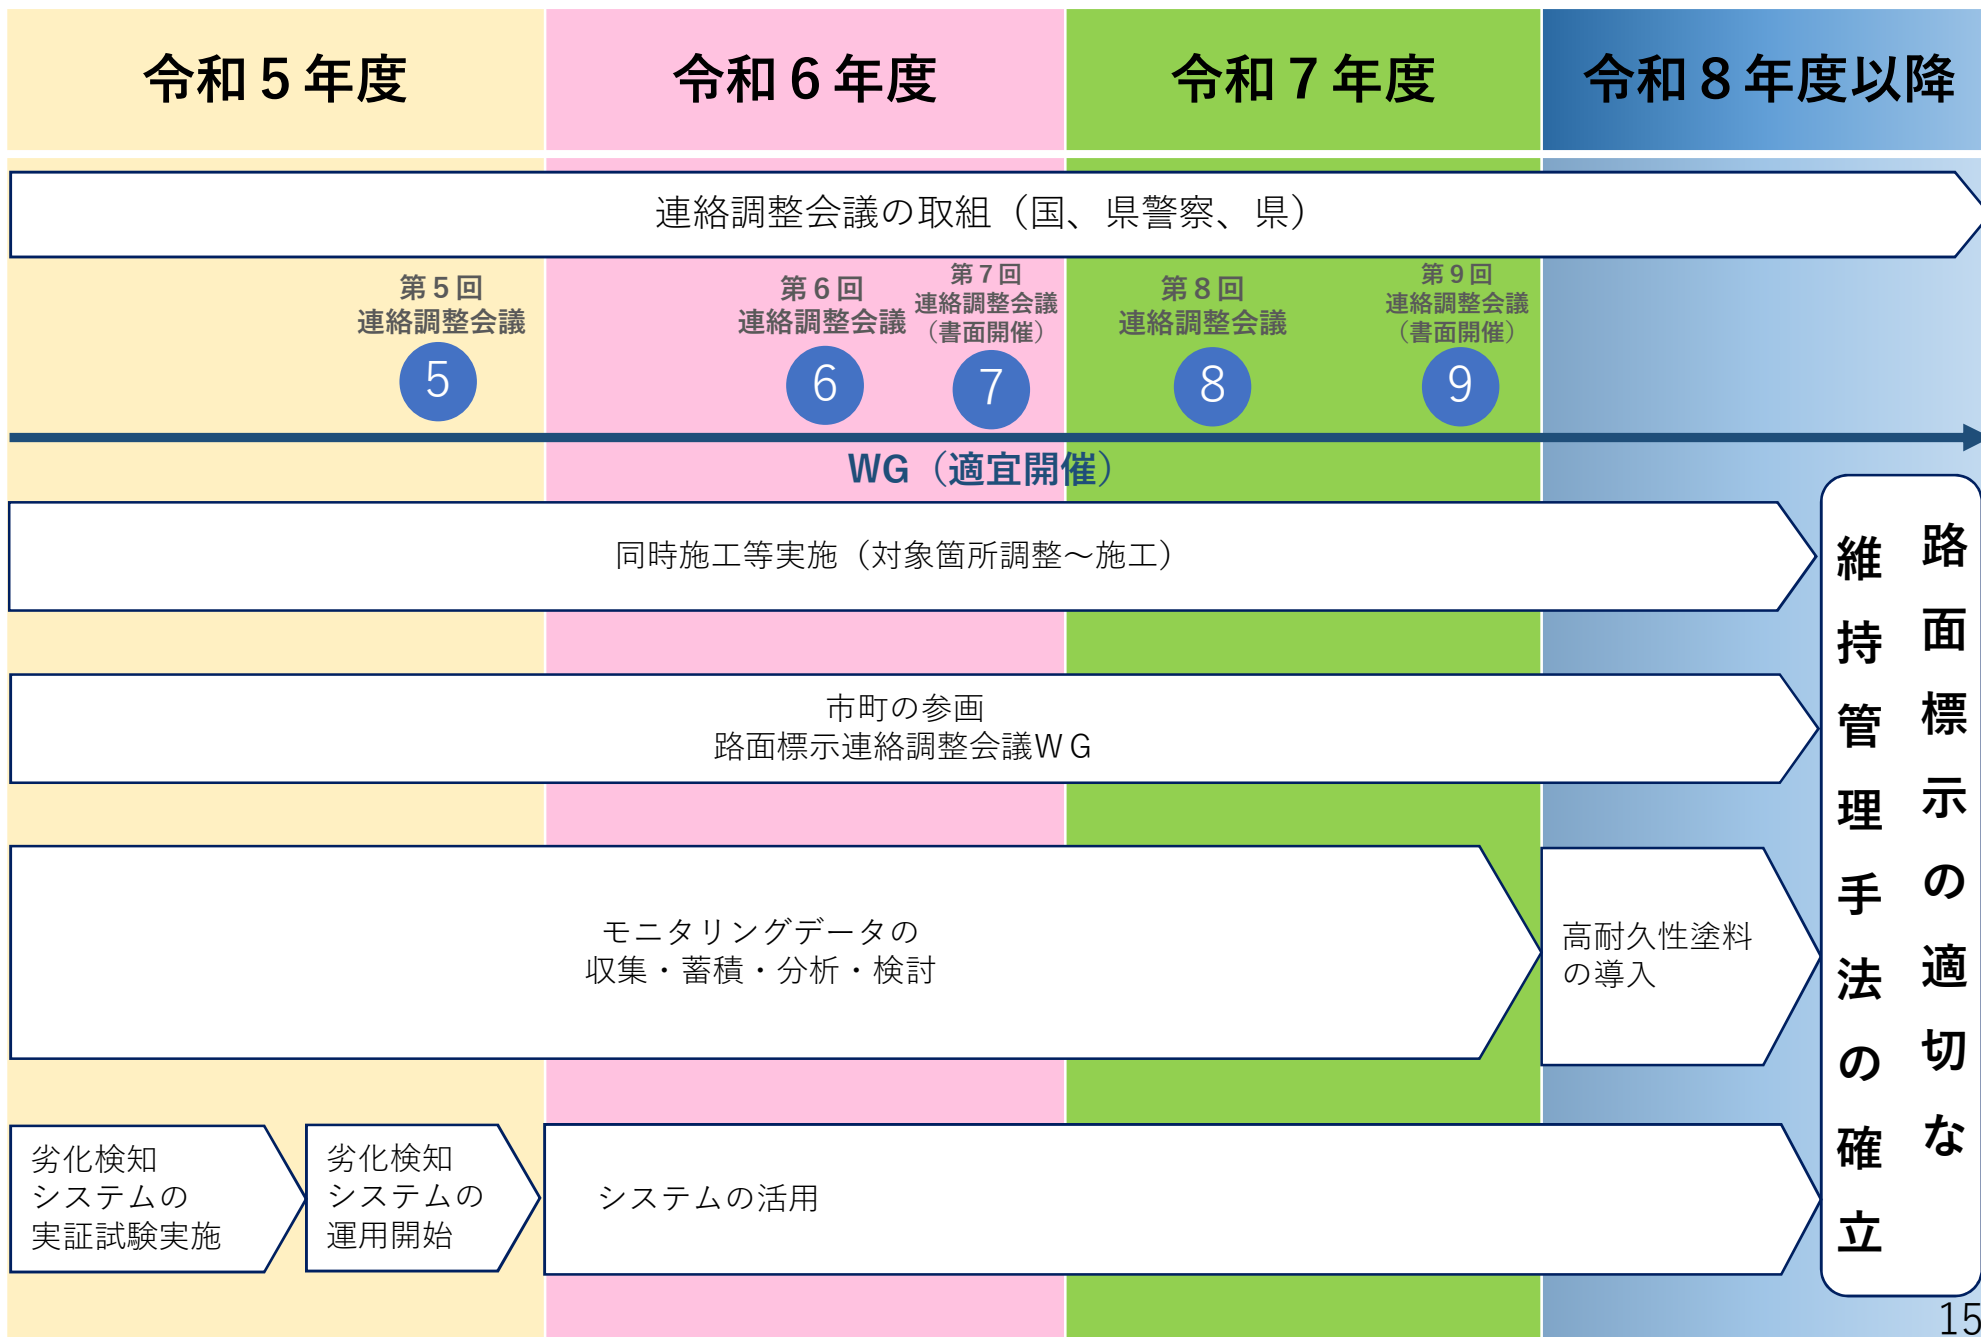 令和５年度
令和６年度
令和７年度
令和８年度以降
連絡調整会議の取組（国、県警察、県）
第５回
連絡調整会議
5
第６回
連絡調整会議
6
第７回
連絡調整会議
（書面開催）
7
第８回
連絡調整会議
8
第９回
連絡調整会議
（書面開催）
9
WG（適宜開催）
同時施工等実施（対象箇所調整～施工）
市町の参画
路面標示連絡調整会議ＷＧ
モニタリングデータの
収集・蓄積・分析・検討
高耐久性塗料
の導入
劣化検知
システムの
実証試験実施
劣化検知
システムの
運用開始
システムの活用
路面標示の適切な
維持管理手法の確立
15